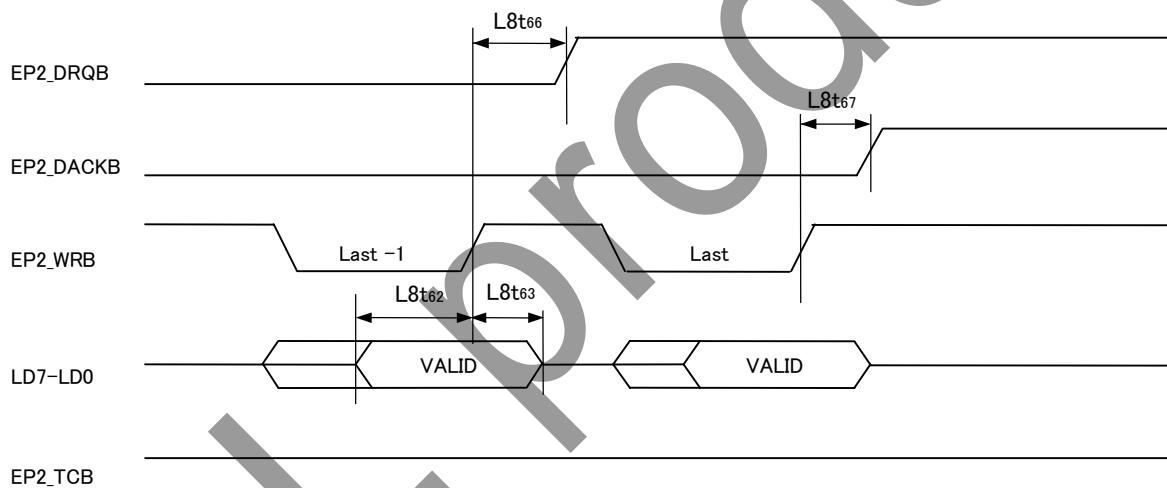 L8t66
EP2_DRQB
L8t67
EP2_DACKB
EP2_WRB
Last -1
Last
L8t62
L8t63
LD7-LD0
VALID
VALID
EP2_TCB